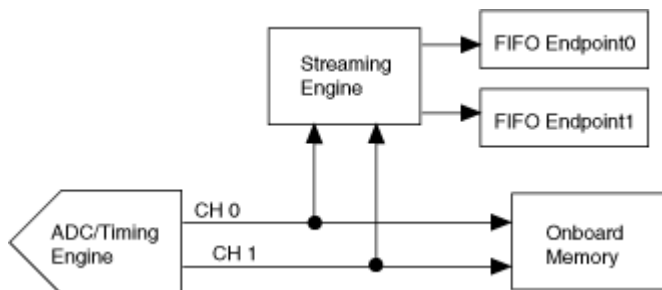 FIFO Endpoint0
Streaming
Engine
FIFO Endpoint1
CH 0
ADC/Timing
Engine
CH 1
Onboard
Memory